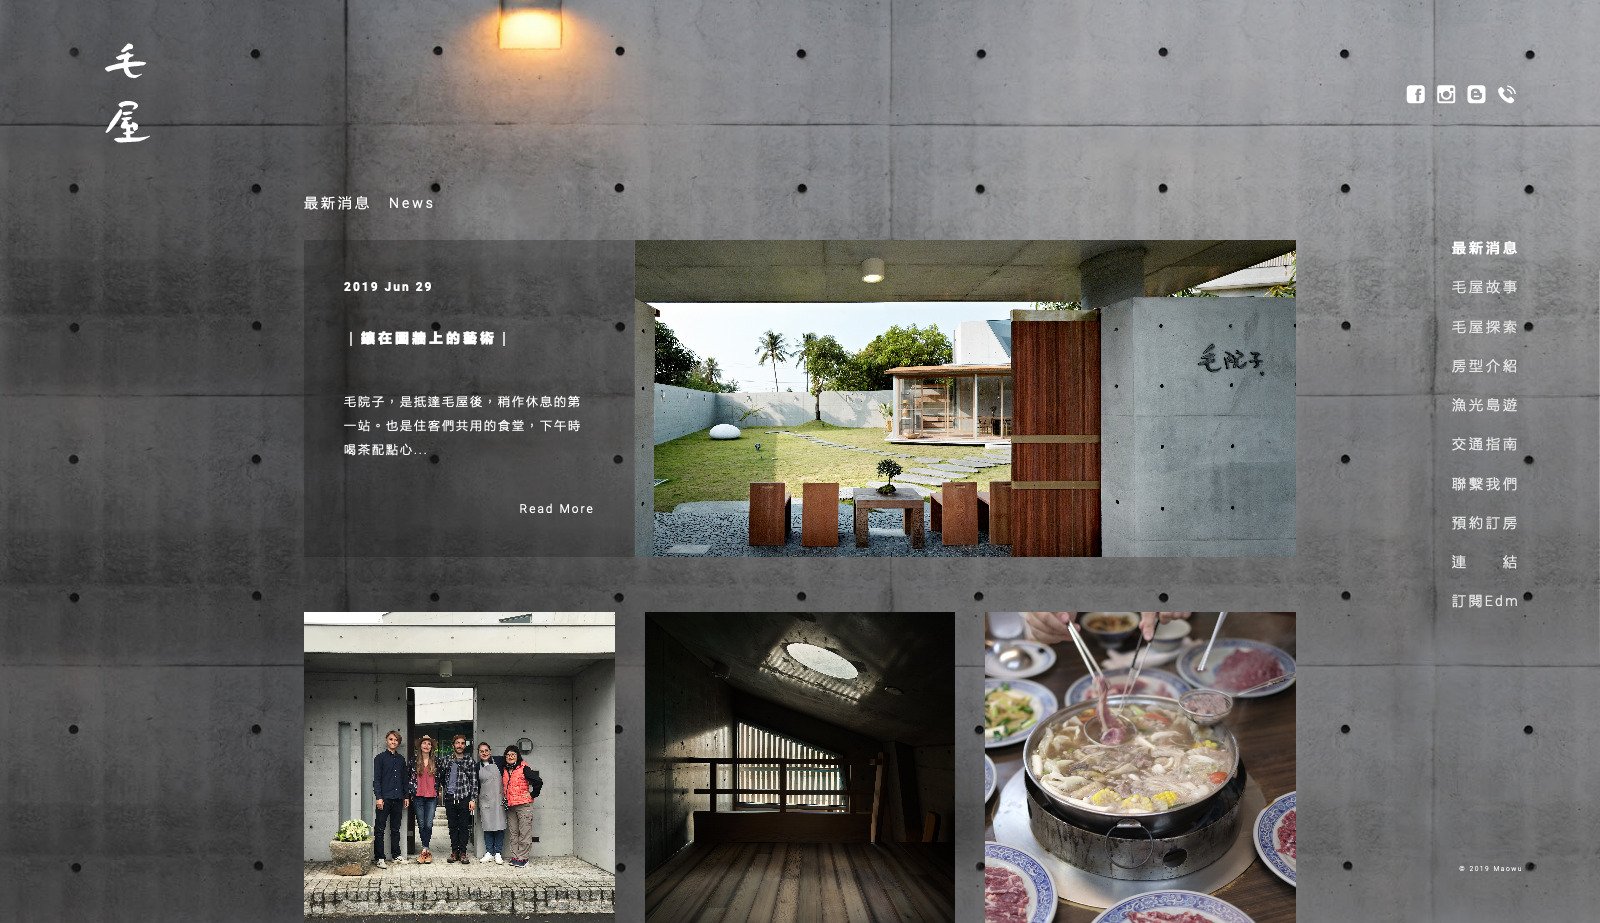 毛
屋
最新消息 News
2019 Jun 29
｜鑲在圍牆上的藝術｜
毛院子，是抵達毛屋後，稍作休息的第
一站。也是住客們共用的食堂，下午時
喝茶配點心...
Read More
毛院子
最新消息
毛屋故事
毛屋探索
房型介紹
漁光島遊
交通指南
聯繫我們
預約訂房
連 結
訂閱Edm
© 2019 Maowu